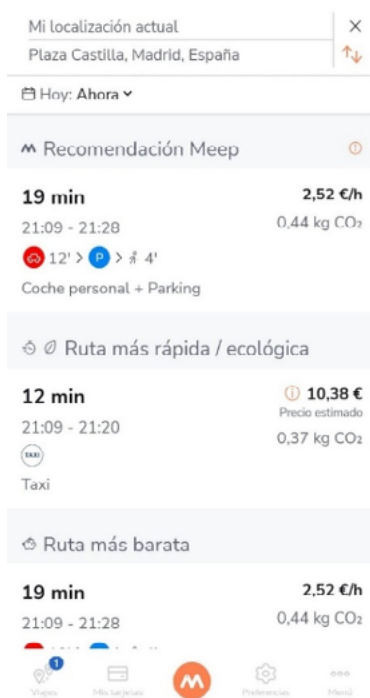 Mi localización actual
Plaza Castilla, Madrid, España
Hoy: Ahora
Recomendación Meep
19 min 2,52 €/h
21:09 - 21:28 0,44 kg CO₂
12' > P > 4'
Coche personal + Parking
Ruta más rápida / ecológica
12 min 10,38 €
Precio estimado
21:09 - 21:20 0,37 kg CO₂
TAXI
Taxi
Ruta más barata
19 min 2,52 €/h
21:09 - 21:28 0,44 kg CO₂
1
Viajes Mis tarjetas Preferencias Menú